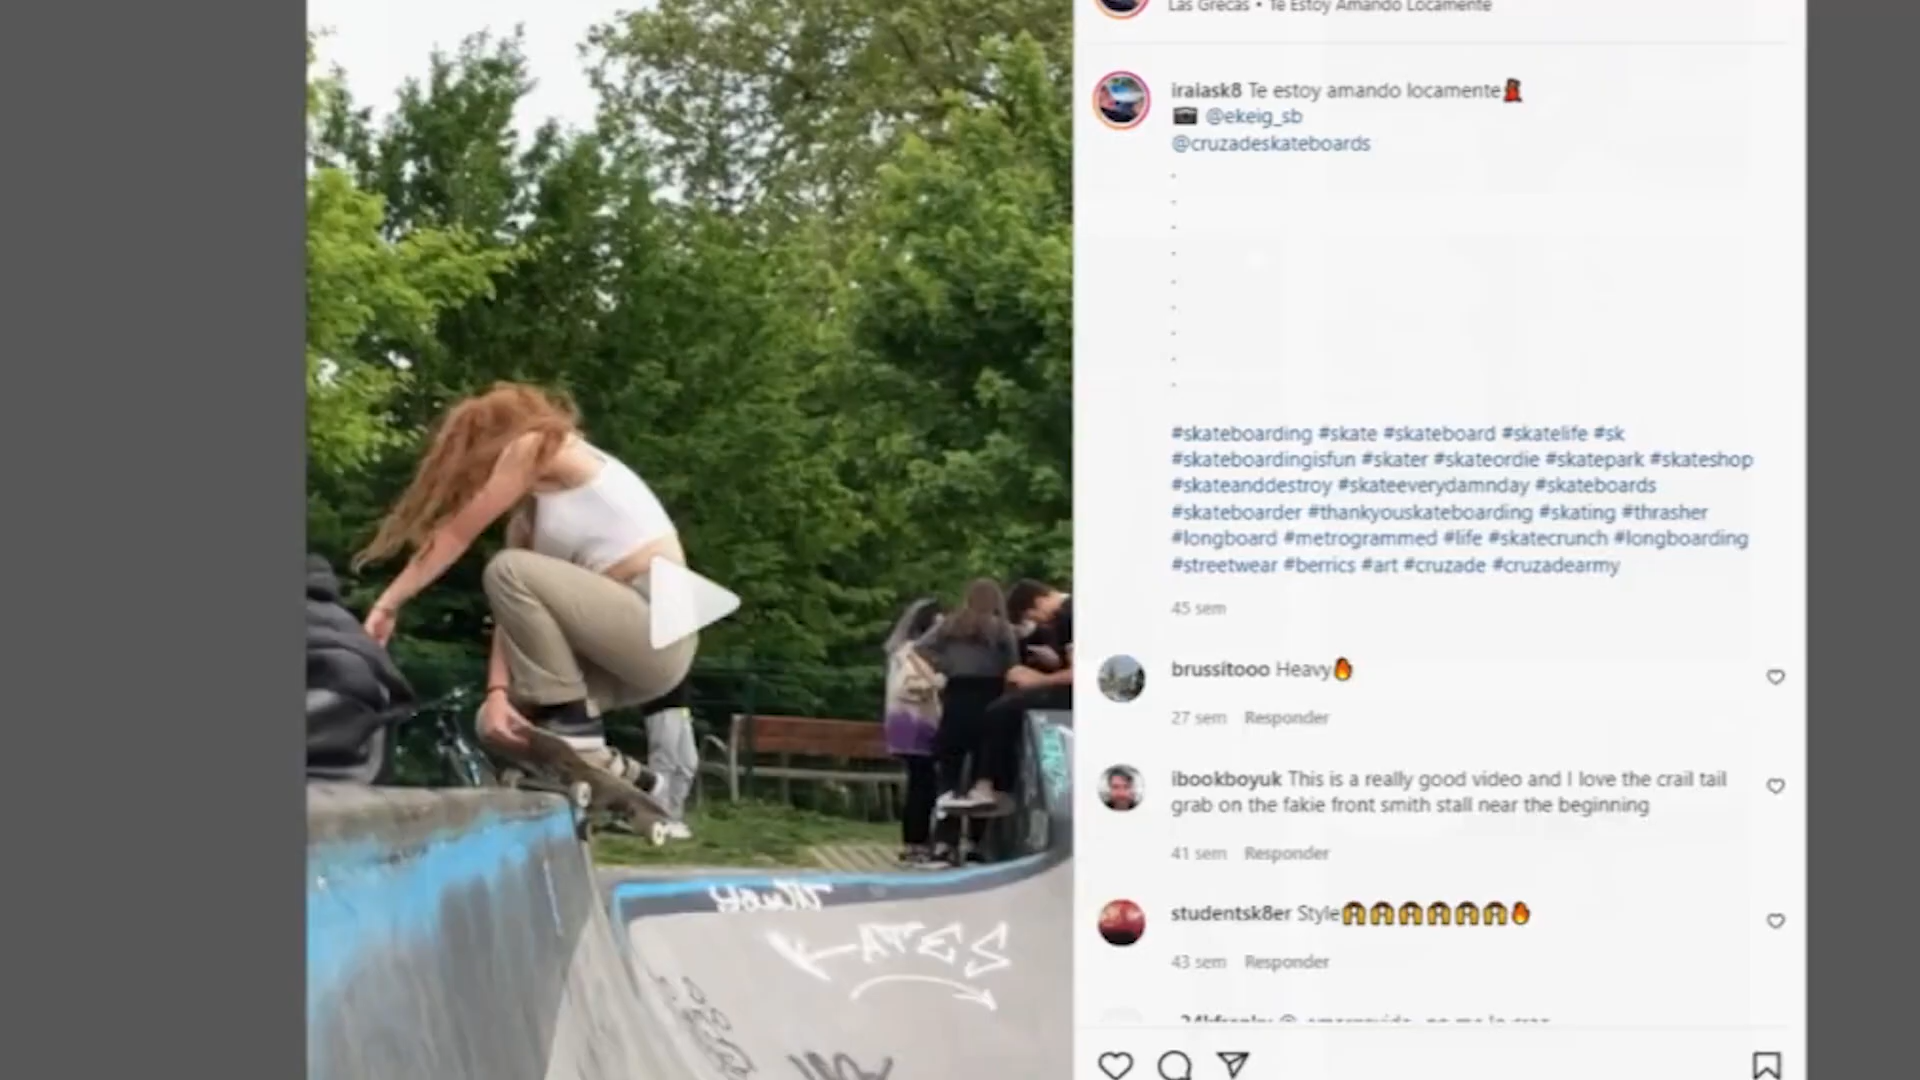 Las Grecas • Te Estoy Amando Locamente
iraiask8 Te estoy amando locamente💃
📷 @ekeig_sb
@cruzadeskateboards
.
.
.
.
.
.
.
.
.
#skateboarding #skate #skateboard #skatelife #sk
#skateboardingisfun #skater #skateordie #skatepark #skateshop
#skateanddestroy #skateeverydamnday #skateboards
#skateboarder #thankyouskateboarding #skating #thrasher
#longboard #metrogrammed #life #skatecrunch #longboarding
#streetwear #berrics #art #cruzade #cruzadearmy
45 sem
brussitooo Heavy🔥
27 sem Responder
ibookboyuk This is a really good video and I love the crail tail
grab on the fakie front smith stall near the beginning
41 sem Responder
studentsk8er Style😱😱😱😱😱😱🔥
43 sem Responder
KATES